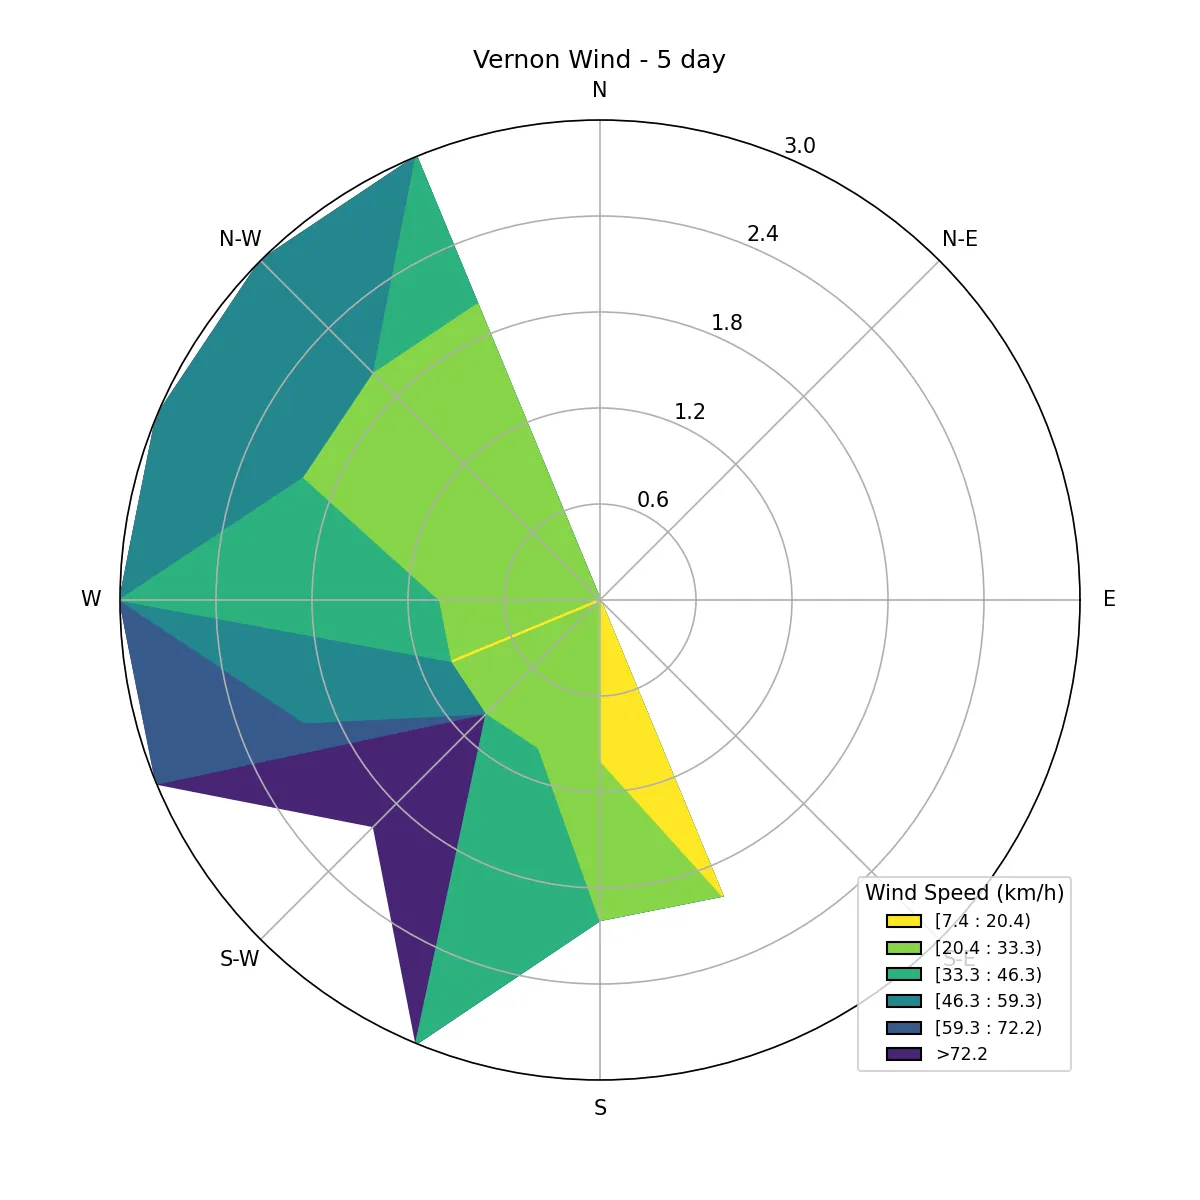 Vernon Wind - 5 day
N
3.0
N-W
2.4
N-E
1.8
1.2
0.6
W
E
S-W
S-E
S
Wind Speed (km/h)
[7.4 : 20.4)
[20.4 : 33.3)
[33.3 : 46.3)
[46.3 : 59.3)
[59.3 : 72.2)
>72.2